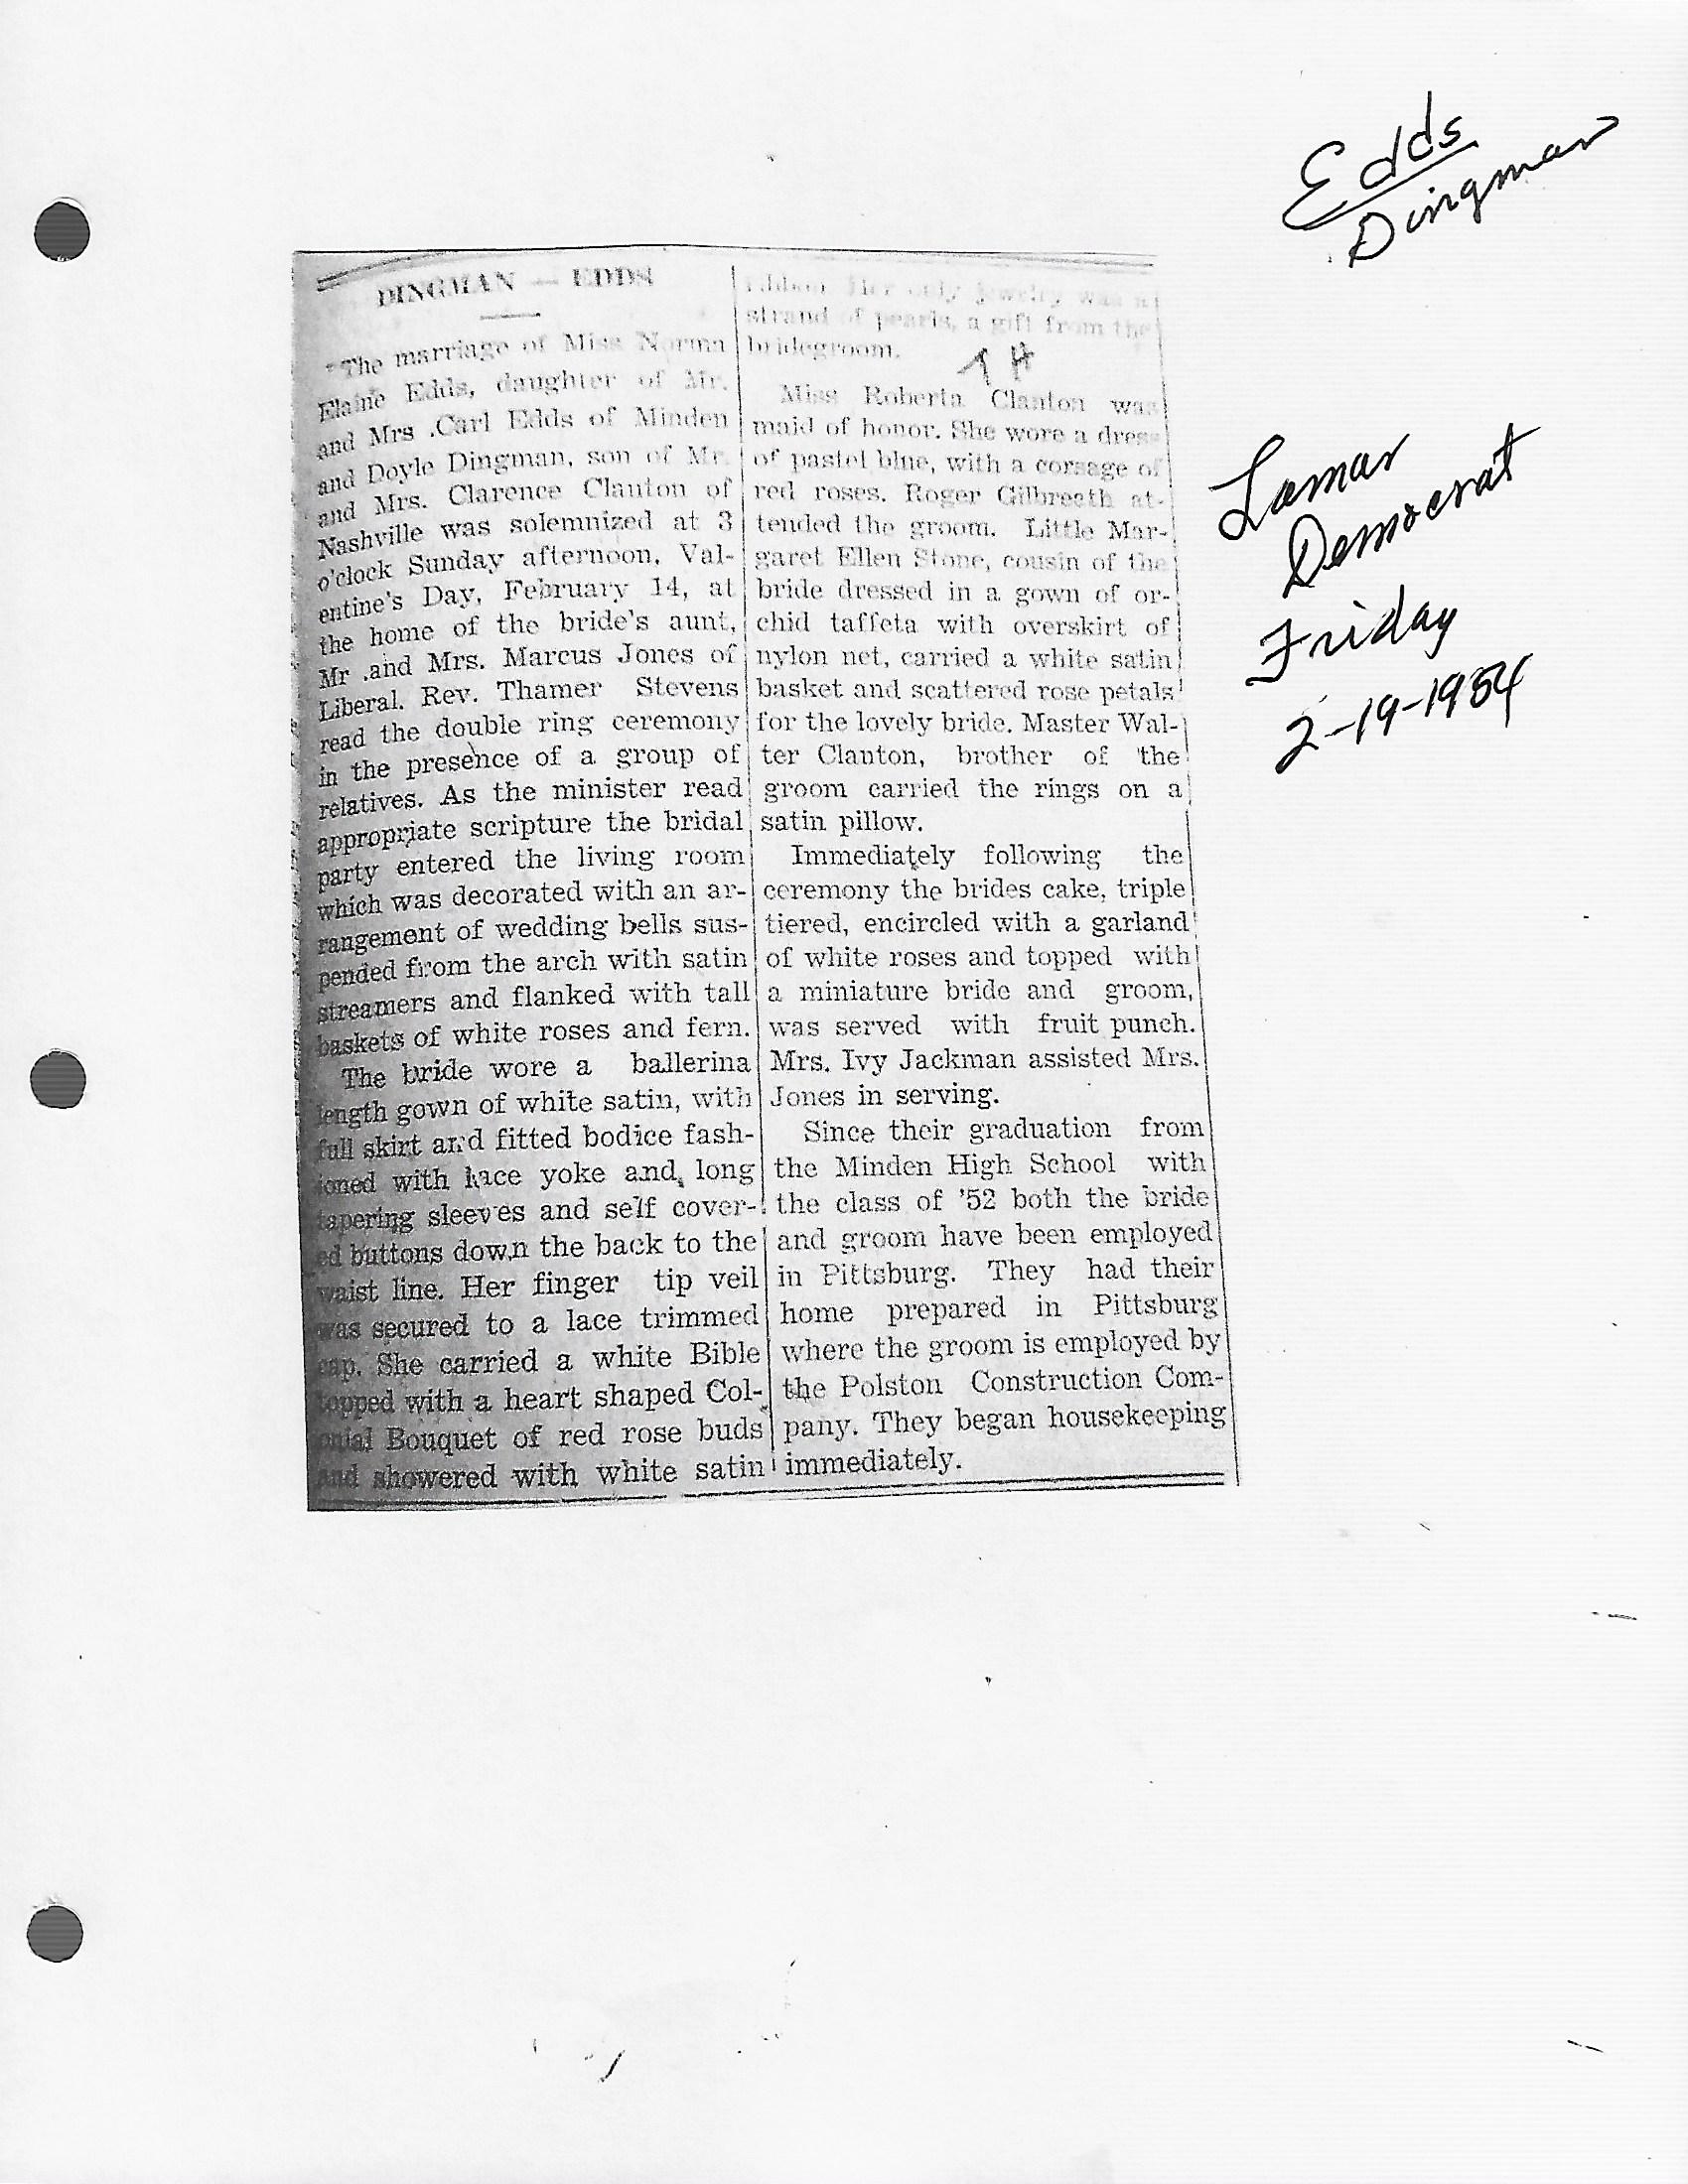 Edds
Dingman
DINGMAN — EDDS
The marriage of Miss Norma
Elaine Edds, daughter of Mr.
and Mrs .Carl Edds of Minden
and Doyle Dingman, son of Mr.
and Mrs. Clarence Clanton of
Nashville was solemnized at 3
o'clock Sunday afternoon, Val-
entine's Day, February 14, at
the home of the bride's aunt,
Mr .and Mrs. Marcus Jones of
Liberal. Rev. Thamer Stevens
read the double ring ceremony
in the presence of a group of
relatives. As the minister read
appropriate scripture the bridal
party entered the living room
which was decorated with an ar-
rangement of wedding bells sus-
pended from the arch with satin
streamers and flanked with tall
baskets of white roses and fern.
The bride wore a ballerina
length gown of white satin, with
full skirt and fitted bodice fash-
ioned with lace yoke and long
tapering sleeves and self cover-
ed buttons down the back to the
waist line. Her finger tip veil
was secured to a lace trimmed
cap. She carried a white Bible
topped with a heart shaped Col-
onial Bouquet of red rose buds
and showered with white satin
ribbon. Her only jewelry was a
strand of pearls, a gift from the
bridegroom.
Miss Roberta Clanton was
maid of honor. She wore a dress
of pastel blue, with a corsage of
red roses. Roger Gilbreath at-
tended the groom. Little Mar-
garet Ellen Stone, cousin of the
bride dressed in a gown of or-
chid taffeta with overskirt of
nylon net, carried a white satin
basket and scattered rose petals
for the lovely bride. Master Wal-
ter Clanton, brother of the
groom carried the rings on a
satin pillow.
Immediately following the
ceremony the brides cake, triple
tiered, encircled with a garland
of white roses and topped with
a miniature bride and groom,
was served with fruit punch.
Mrs. Ivy Jackman assisted Mrs.
Jones in serving.
Since their graduation from
the Minden High School with
the class of '52 both the bride
and groom have been employed
in Pittsburg. They had their
home prepared in Pittsburg
where the groom is employed by
the Polston Construction Com-
pany. They began housekeeping
immediately.
Lamar
Democrat
Friday
2-19-1954